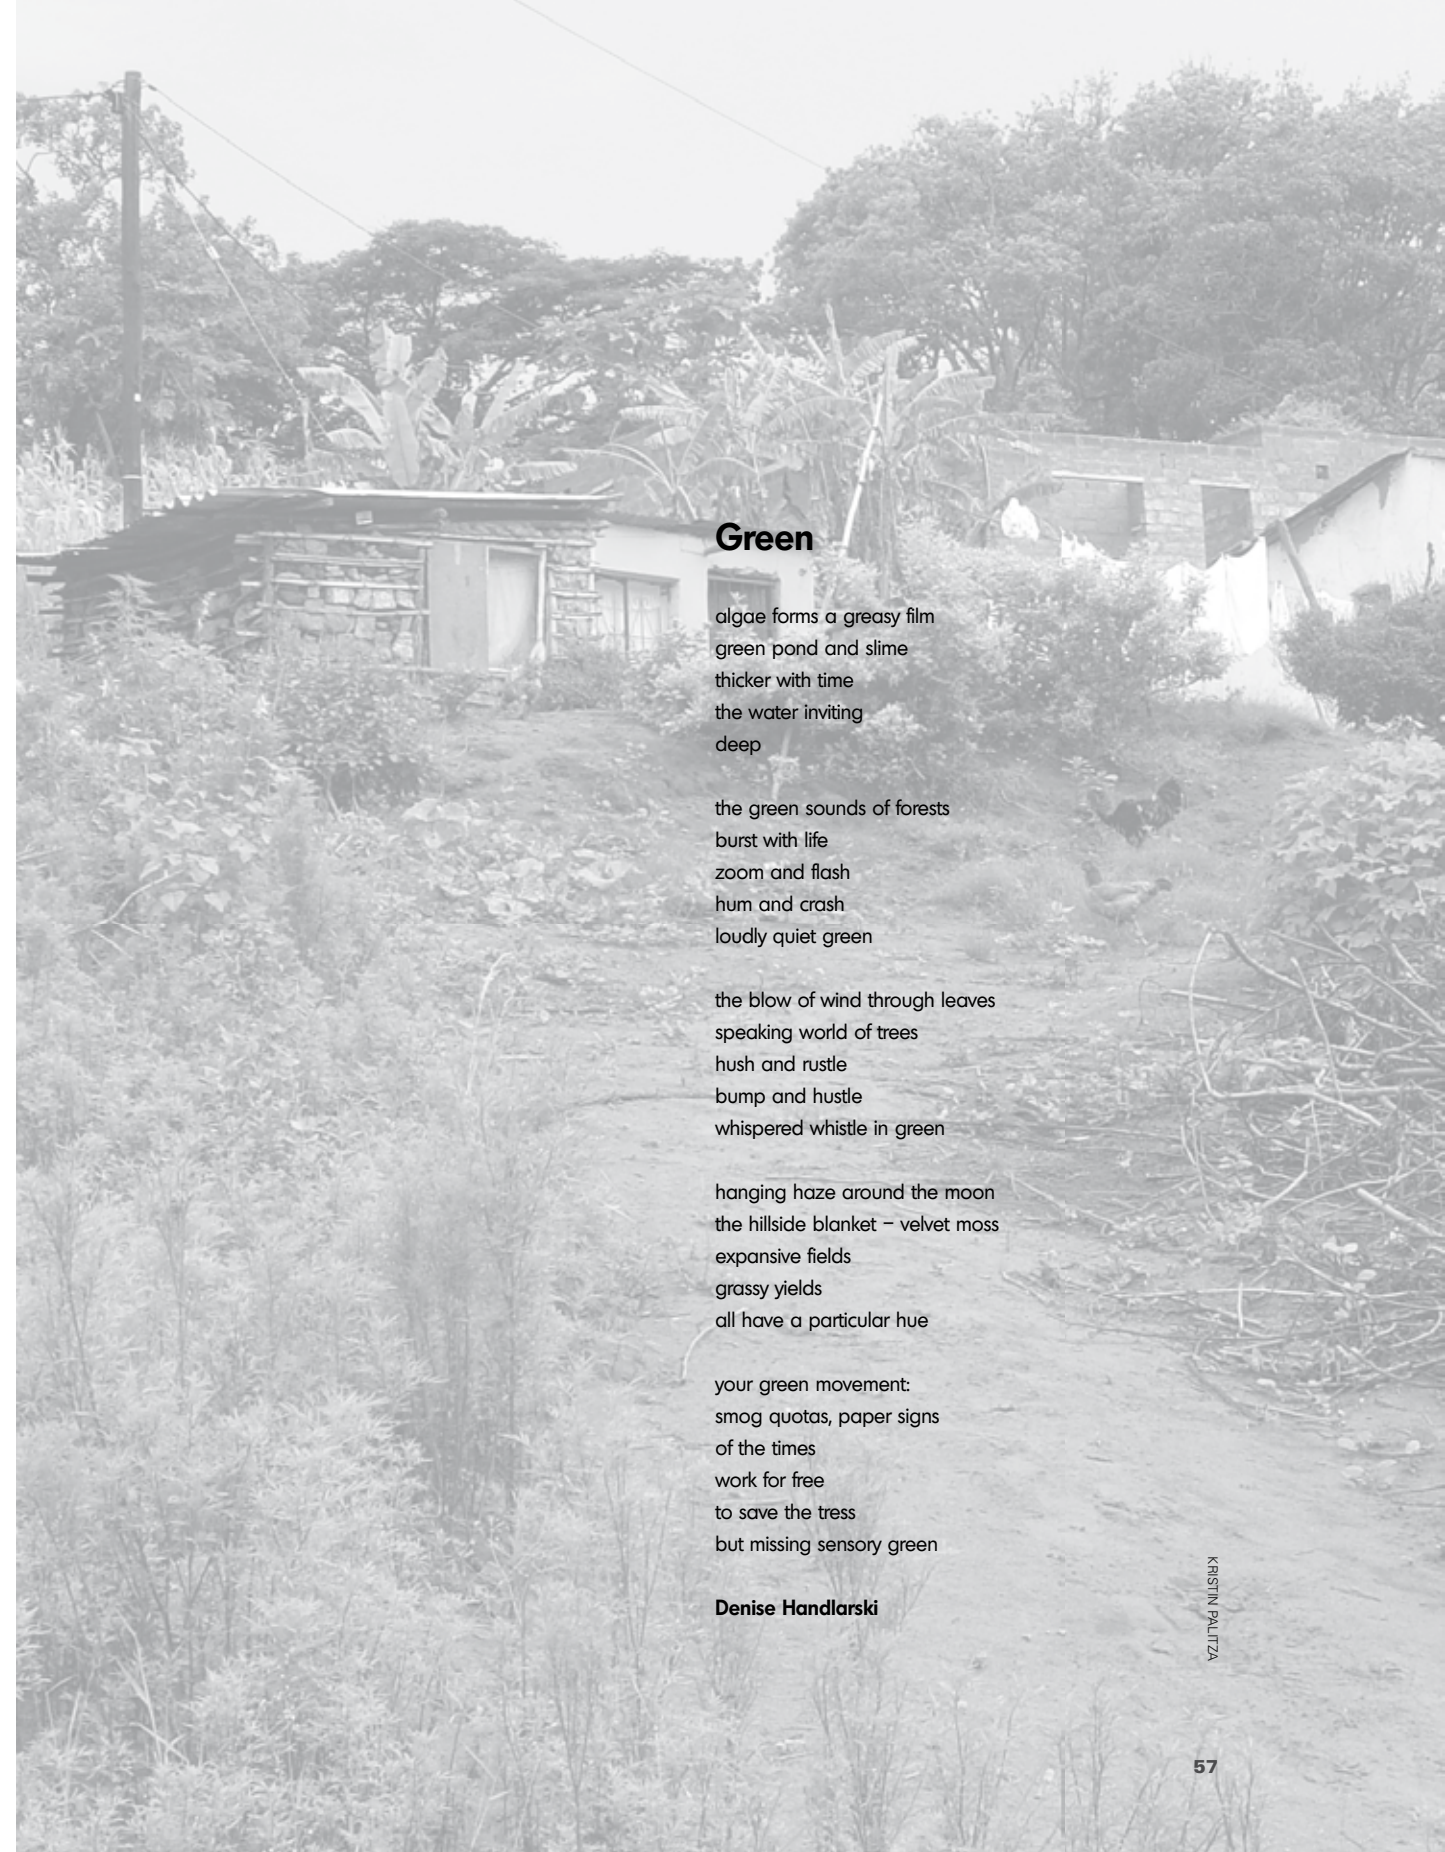 Green
algae forms a greasy film
green pond and slime
thicker with time
the water inviting
deep
the green sounds of forests
burst with life
zoom and flash
hum and crash
loudly quiet green
the blow of wind through leaves
speaking world of trees
hush and rustle
bump and hustle
whispered whistle in green
hanging haze around the moon
the hillside blanket – velvet moss
expansive fields
grassy yields
all have a particular hue
your green movement:
smog quotas, paper signs
of the times
work for free
to save the tress
but missing sensory green
Denise Handlarski
KRISTIN PALITZA
57